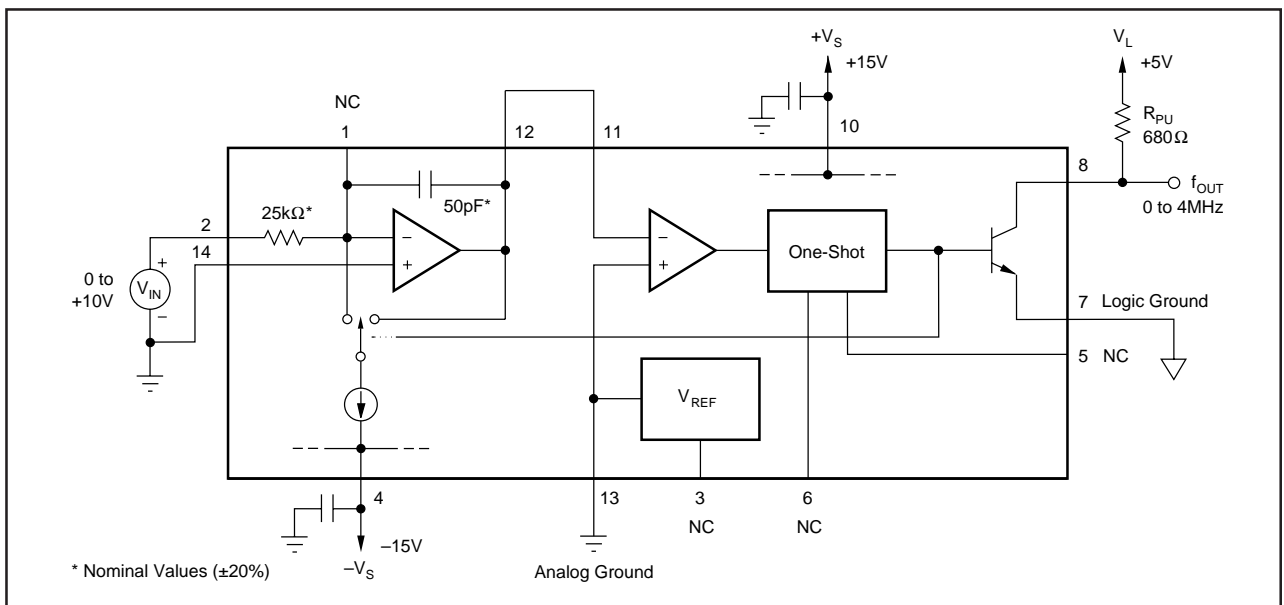 +V_S
+15V
V_L
+5V
NC
1
12
11
10
R_PU
680Ω
8
f_OUT
0 to 4MHz
50pF*
25kΩ*
2
14
−
+
−
+
One-Shot
0 to
+10V
+
V_IN
−
7
Logic Ground
5
NC
V_REF
4
13
3
6
NC
NC
–15V
–V_S
Analog Ground
* Nominal Values (±20%)